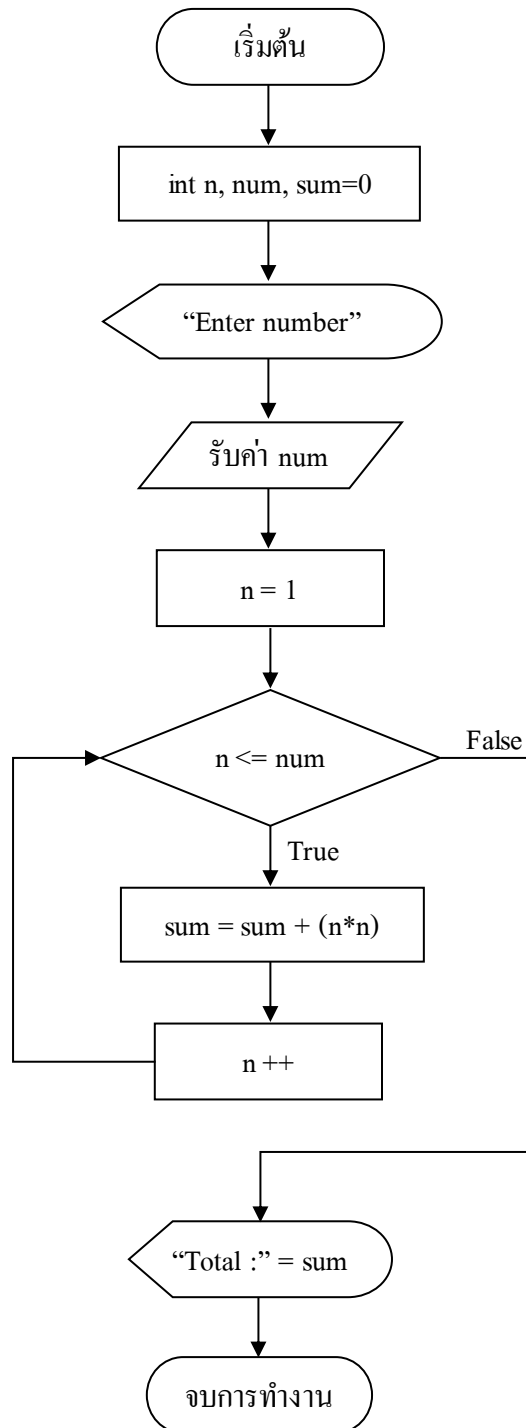 เริ่มต้น
int n, num, sum=0
“Enter number”
รับค่า num
n = 1
n <= num
False
True
sum = sum + (n*n)
n ++
“Total :” = sum
จบการทำงาน